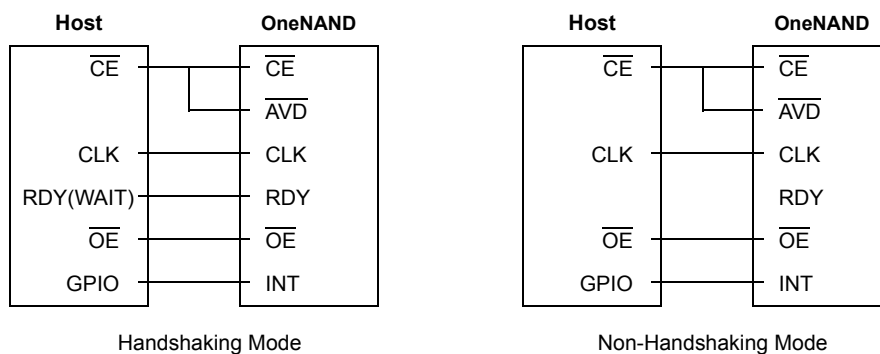 Host OneNAND
CE CE
AVD
CLK CLK
RDY(WAIT) RDY
OE OE
GPIO INT
Handshaking Mode
Host OneNAND
CE CE
AVD
CLK CLK
RDY
OE OE
GPIO INT
Non-Handshaking Mode